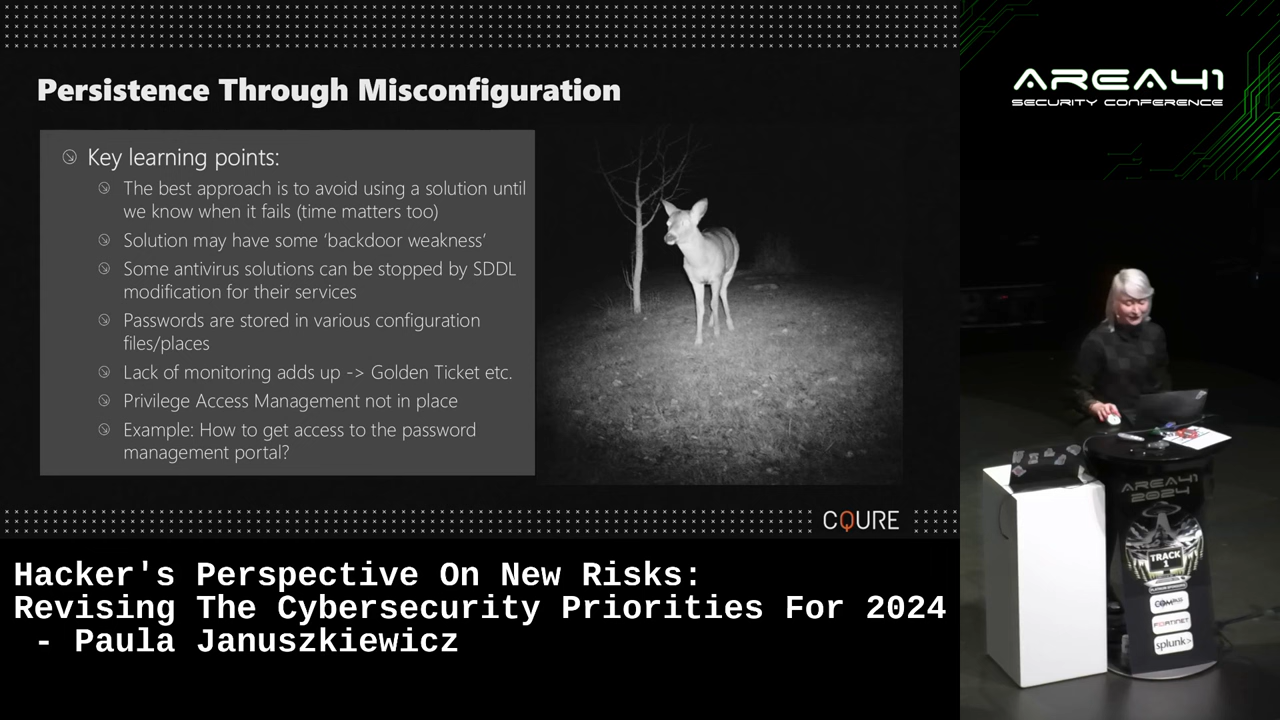 Persistence Through Misconfiguration
Key learning points:
The best approach is to avoid using a solution until
we know when it fails (time matters too)
Solution may have some ‘backdoor weakness’
Some antivirus solutions can be stopped by SDDL
modification for their services
Passwords are stored in various configuration
files/places
Lack of monitoring adds up -> Golden Ticket etc.
Privilege Access Management not in place
Example: How to get access to the password
management portal?
CQURE
Hacker's Perspective On New Risks:
Revising The Cybersecurity Priorities For 2024
- Paula Januszkiewicz
AREA41
SECURITY CONFERENCE
AREA41
2024
TRACK
1
COMPASS
FORTINET
splunk>